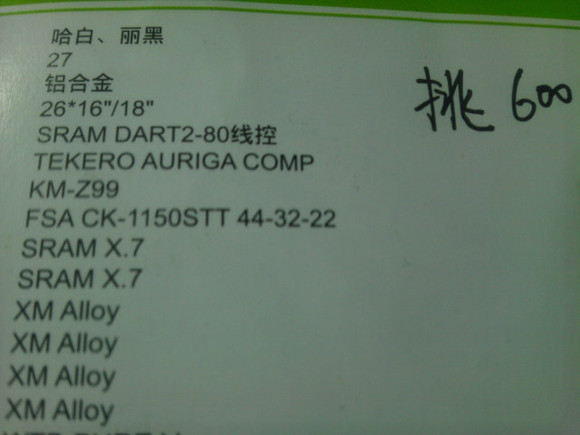 哈白、丽黑
27
铝合金
26*16"/18"
挑 600
SRAM DART2-80线控
TEKERO AURIGA COMP
KM-Z99
FSA CK-1150STT 44-32-22
SRAM X.7
SRAM X.7
XM Alloy
XM Alloy
XM Alloy
XM Alloy